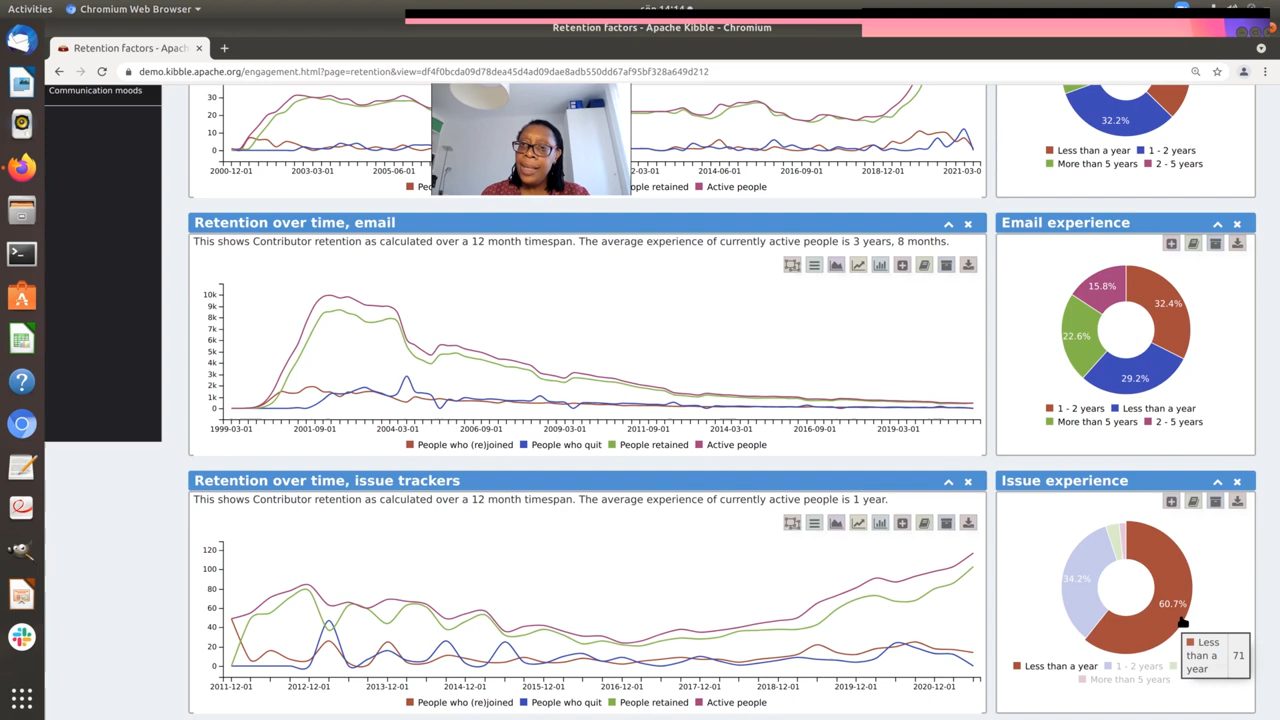 Activities
Chromium Web Browser
Retention factors - Apache Kibble - Chromium
Retention factors - Apach
demo.kibble.apache.org/engagement.html?page=retention&view=df4f0bcda09d78dea45d4ad09dae8adb550dd67af95bf328a649d212
Communication moods
30
20
10
0
2000-12-01 2003-03-01 2005-06-01 2-03-01 2014-06-01 2016-09-01 2018-12-01 2021-03-0
Peo
ople retained Active people
32.2%
Less than a year 1 - 2 years
More than 5 years 2 - 5 years
Retention over time, email
This shows Contributor retention as calculated over a 12 month timespan. The average experience of currently active people is 3 years, 8 months.
10k
9k
8k
7k
6k
5k
4k
3k
2k
1k
0
1999-03-01 2001-09-01 2004-03-01 2006-09-01 2009-03-01 2011-09-01 2014-03-01 2016-09-01 2019-03-01
People who (re)joined People who quit People retained Active people
Email experience
15.8%
32.4%
22.6%
29.2%
1 - 2 years Less than a year
More than 5 years 2 - 5 years
Retention over time, issue trackers
This shows Contributor retention as calculated over a 12 month timespan. The average experience of currently active people is 1 year.
120
100
80
60
40
20
0
2011-12-01 2012-12-01 2013-12-01 2014-12-01 2015-12-01 2016-12-01 2017-12-01 2018-12-01 2019-12-01 2020-12-01
People who (re)joined People who quit People retained Active people
Issue experience
34.2%
60.7%
Less than a year 1 - 2 years
More than 5 years
Less
than a
year
71